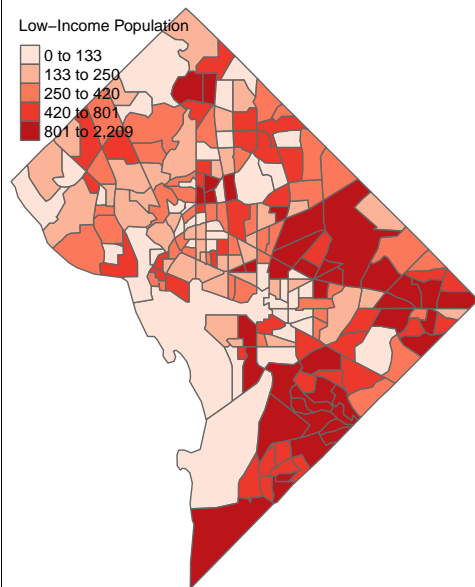 Low−Income Population
0 to 133
133 to 250
250 to 420
420 to 801
801 to 2,209